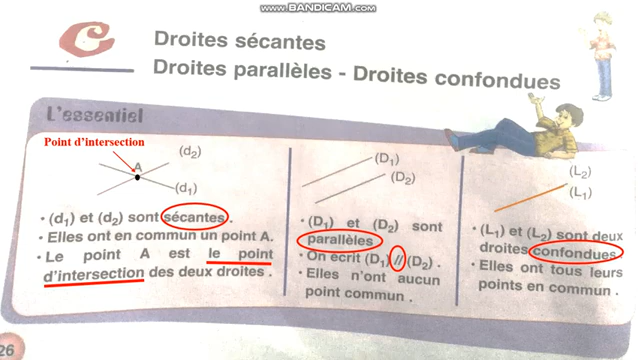 WWW.BANDICAM.COM
C
Droites sécantes
Droites parallèles - Droites confondues
L'essentiel
Point d'intersection
A
(d₂)
(d₁)
• (d₁) et (d₂) sont sécantes .
• Elles ont en commun un point A.
• Le point A est le point
d'intersection des deux droites .
(D₁)
(D₂)
• (D₁) et (D₂) sont
parallèles
• On écrit (D₁) // (D₂) .
• Elles n'ont aucun
point commun .
(L₂)
(L₁)
• (L₁) et (L₂) sont deux
droites confondues
• Elles ont tous leurs
points en commun .
26